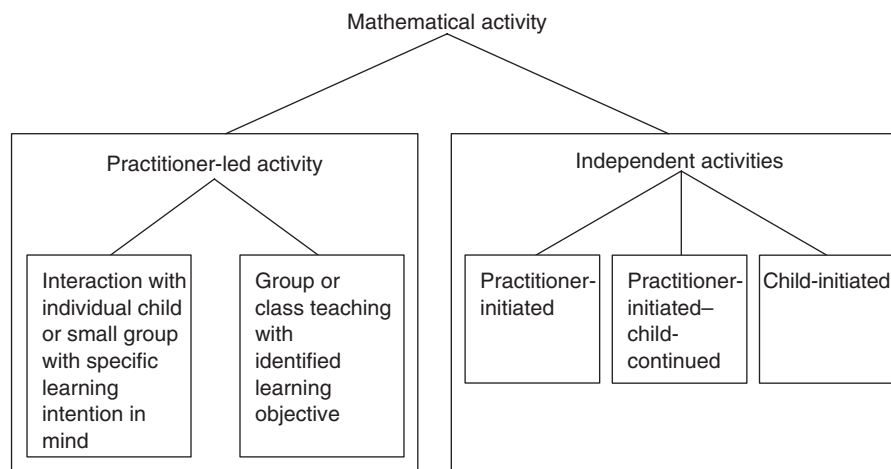 Mathematical activity
Practitioner-led activity
Interaction with
individual child
or small group
with specific
learning
intention in
mind
Group or
class teaching
with
identified
learning
objective
Independent activities
Practitioner-
initiated
Practitioner-
initiated–
child-
continued
Child-initiated